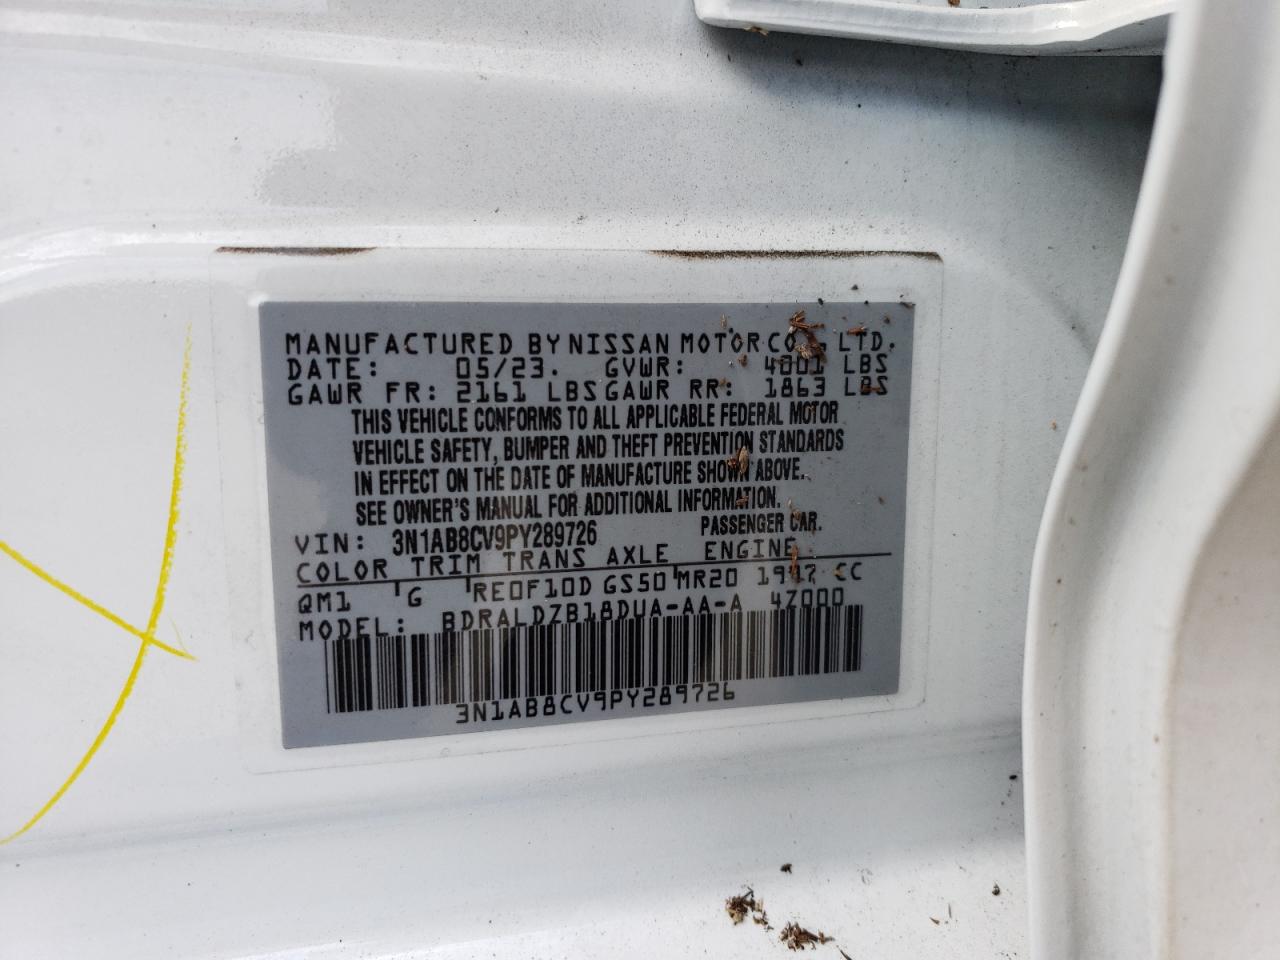 MANUFACTURED BY NISSAN MOTOR CO., LTD.
DATE: 05/23. GVWR: 4001 LBS
GAWR FR: 2161 LBS GAWR RR: 1863 LBS
THIS VEHICLE CONFORMS TO ALL APPLICABLE FEDERAL MOTOR
VEHICLE SAFETY, BUMPER AND THEFT PREVENTION STANDARDS
IN EFFECT ON THE DATE OF MANUFACTURE SHOWN ABOVE.
SEE OWNER'S MANUAL FOR ADDITIONAL INFORMATION.
VIN: 3N1AB8CV9PY289726 PASSENGER CAR.
COLOR TRIM TRANS AXLE ENGINE
QM1 G RE0F10D GS50 MR20 1997 CC
MODEL: BDRALDZB18DUA-AA-A 4Z000
3N1AB8CV9PY289726